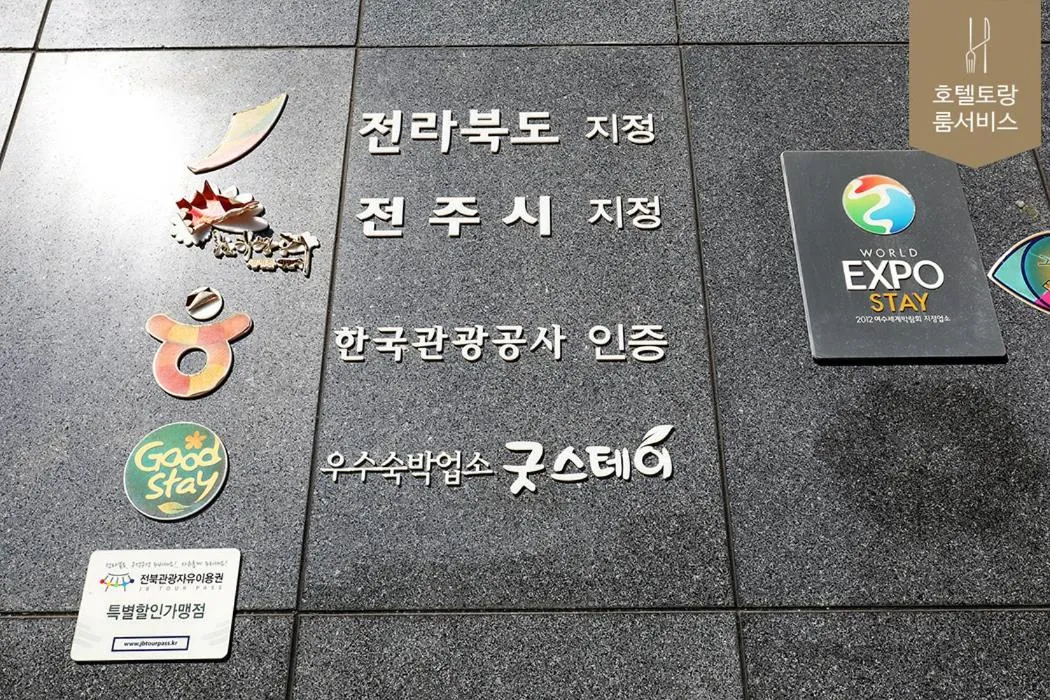 호텔토랑
룸서비스
전라북도 지정
전주시 지정
한국관광공사 인증
Good
stay
우수숙박업소 굿스테이
WORLD
EXPO
STAY
2012 여수세계박람회 지정업소
전북관광자유이용권
JB TOUR PASS
특별할인가맹점
www.jbtourpass.kr